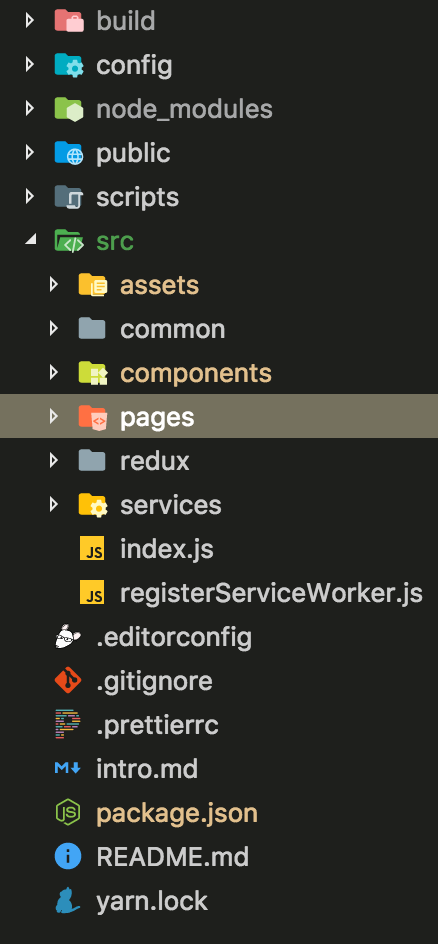 build
config
node_modules
public
scripts
src
assets
common
components
pages
redux
services
JS index.js
JS registerServiceWorker.js
.editorconfig
.gitignore
.prettierrc
M intro.md
JS package.json
i README.md
yarn.lock